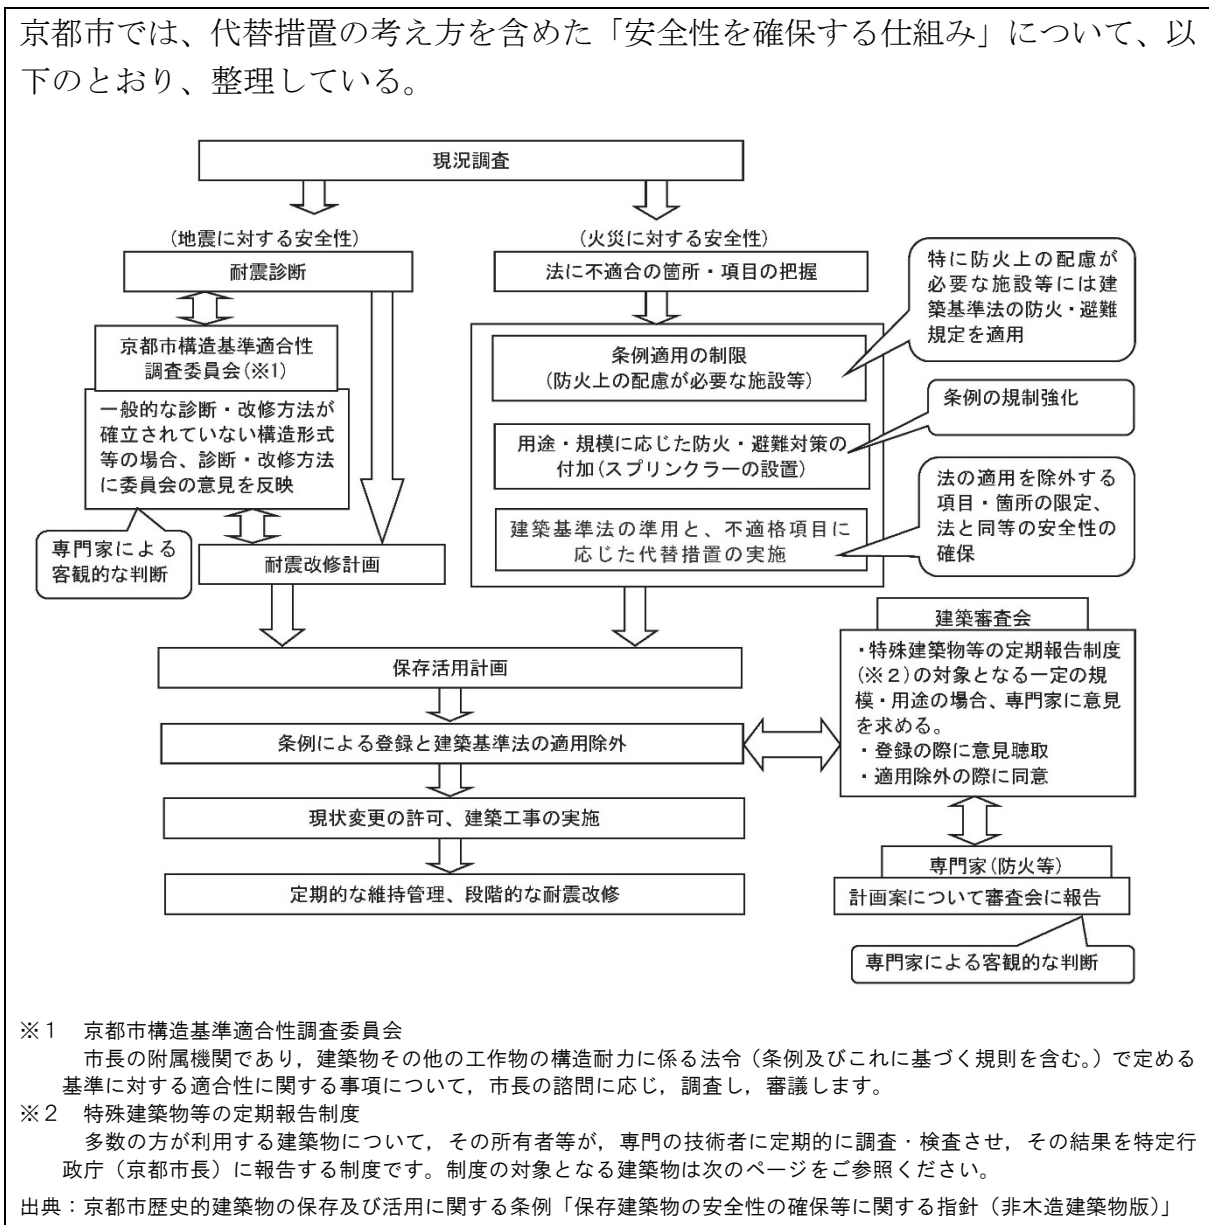 京都市では、代替措置の考え方を含めた「安全性を確保する仕組み」について、以
下のとおり、整理している。
現況調査
(地震に対する安全性)
耐震診断
京都市構造基準適合性
調査委員会(※1)
一般的な診断・改修方法が
確立されていない構造形式
等の場合、診断・改修方法
に委員会の意見を反映
専門家による
客観的な判断
耐震改修計画
(火災に対する安全性)
法に不適合の箇所・項目の把握
条例適用の制限
(防火上の配慮が必要な施設等)
特に防火上の配慮が
必要な施設等には建
築基準法の防火・避難
規定を適用
用途・規模に応じた防火・避難対策の
付加(スプリンクラーの設置)
条例の規制強化
建築基準法の準用と、不適格項目に
応じた代替措置の実施
法の適用を除外する
項目・箇所の限定、
法と同等の安全性の
確保
保存活用計画
条例による登録と建築基準法の適用除外
現状変更の許可、建築工事の実施
定期的な維持管理、段階的な耐震改修
建築審査会
・特殊建築物等の定期報告制度
(※２)の対象となる一定の規
模・用途の場合、専門家に意見
を求める。
・登録の際に意見聴取
・適用除外の際に同意
専門家(防火等)
計画案について審査会に報告
専門家による客観的な判断
※１ 京都市構造基準適合性調査委員会
市長の附属機関であり，建築物その他の工作物の構造耐力に係る法令（条例及びこれに基づく規則を含む。）で定める
基準に対する適合性に関する事項について，市長の諮問に応じ，調査し，審議します。
※２ 特殊建築物等の定期報告制度
多数の方が利用する建築物について，その所有者等が，専門の技術者に定期的に調査・検査させ，その結果を特定行
政庁（京都市長）に報告する制度です。制度の対象となる建築物は次のページをご参照ください。
出典：京都市歴史的建築物の保存及び活用に関する条例「保存建築物の安全性の確保等に関する指針（非木造建築物版）」